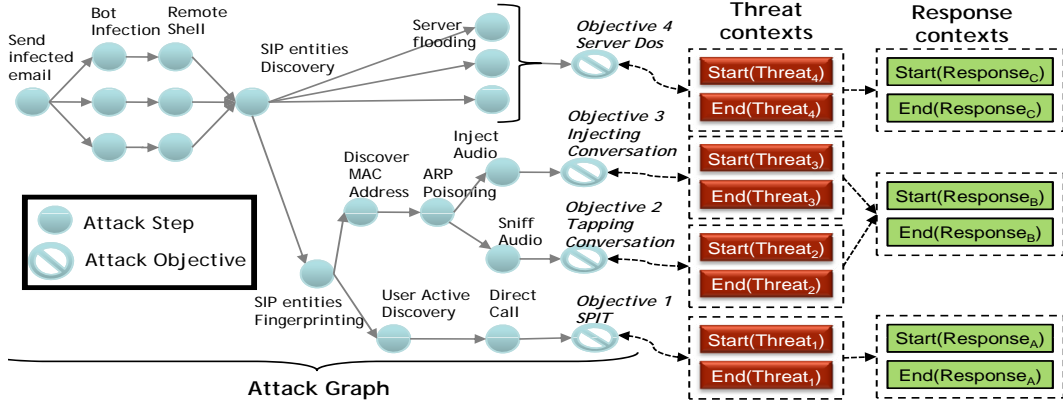 Send
infected
email
Bot
Infection
Remote
Shell
SIP entities
Discovery
Server
flooding
Objective 4
Server Dos
Discover
MAC
Address
ARP
Poisoning
Inject
Audio
Objective 3
Injecting
Conversation
Sniff
Audio
Objective 2
Tapping
Conversation
SIP entities
Fingerprinting
User Active
Discovery
Direct
Call
Objective 1
SPIT
Attack Step
Attack Objective
Attack Graph
Threat
contexts
Start(Threat4)
End(Threat4)
Start(Threat3)
End(Threat3)
Start(Threat2)
End(Threat2)
Start(Threat1)
End(Threat1)
Response
contexts
Start(ResponseC)
End(ResponseC)
Start(ResponseB)
End(ResponseB)
Start(ResponseA)
End(ResponseA)